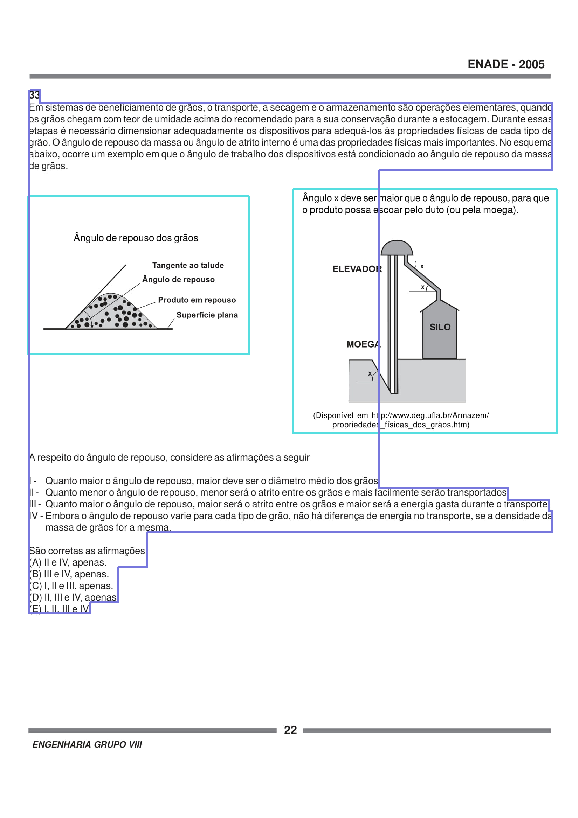 ENADE - 2005
33
Em sistemas de beneficiamento de grãos, o transporte, a secagem e o armazenamento são operações elementares, quando
os grãos chegam com teor de umidade acima do recomendado para a sua conservação durante a estocagem. Durante essas
etapas é necessário dimensionar adequadamente os dispositivos para adequá-los às propriedades físicas de cada tipo de
grão. O ângulo de repouso da massa ou ângulo de atrito interno é uma das propriedades físicas mais importantes. No esquema
abaixo, ocorre um exemplo em que o ângulo de trabalho dos dispositivos está condicionado ao ângulo de repouso da massa
de grãos.
Ângulo de repouso dos grãos
Tangente ao talude
Ângulo de repouso
Produto em repouso
Superfície plana
Ângulo x deve ser maior que o ângulo de repouso, para que
o produto possa escoar pelo duto (ou pela moega).
ELEVADOR
x
x
SILO
MOEGA
x
(Disponível em http://www.deg.ufla.br/Armazem/
propriedades_físicas_dos_graos.htm)
A respeito do ângulo de repouso, considere as afirmações a seguir
I - Quanto maior o ângulo de repouso, maior deve ser o diâmetro médio dos grãos
II - Quanto menor o ângulo de repouso, menor será o atrito entre os grãos e mais facilmente serão transportados
III - Quanto maior o ângulo de repouso, maior será o atrito entre os grãos e maior será a energia gasta durante o transporte
IV - Embora o ângulo de repouso varie para cada tipo de grão, não há diferença de energia no transporte, se a densidade da
massa de grãos for a mesma.
São corretas as afirmações
(A) II e IV, apenas.
(B) III e IV, apenas.
(C) I, II e III, apenas.
(D) II, III e IV, apenas
(E) I, II, III e IV
22
ENGENHARIA GRUPO VIII